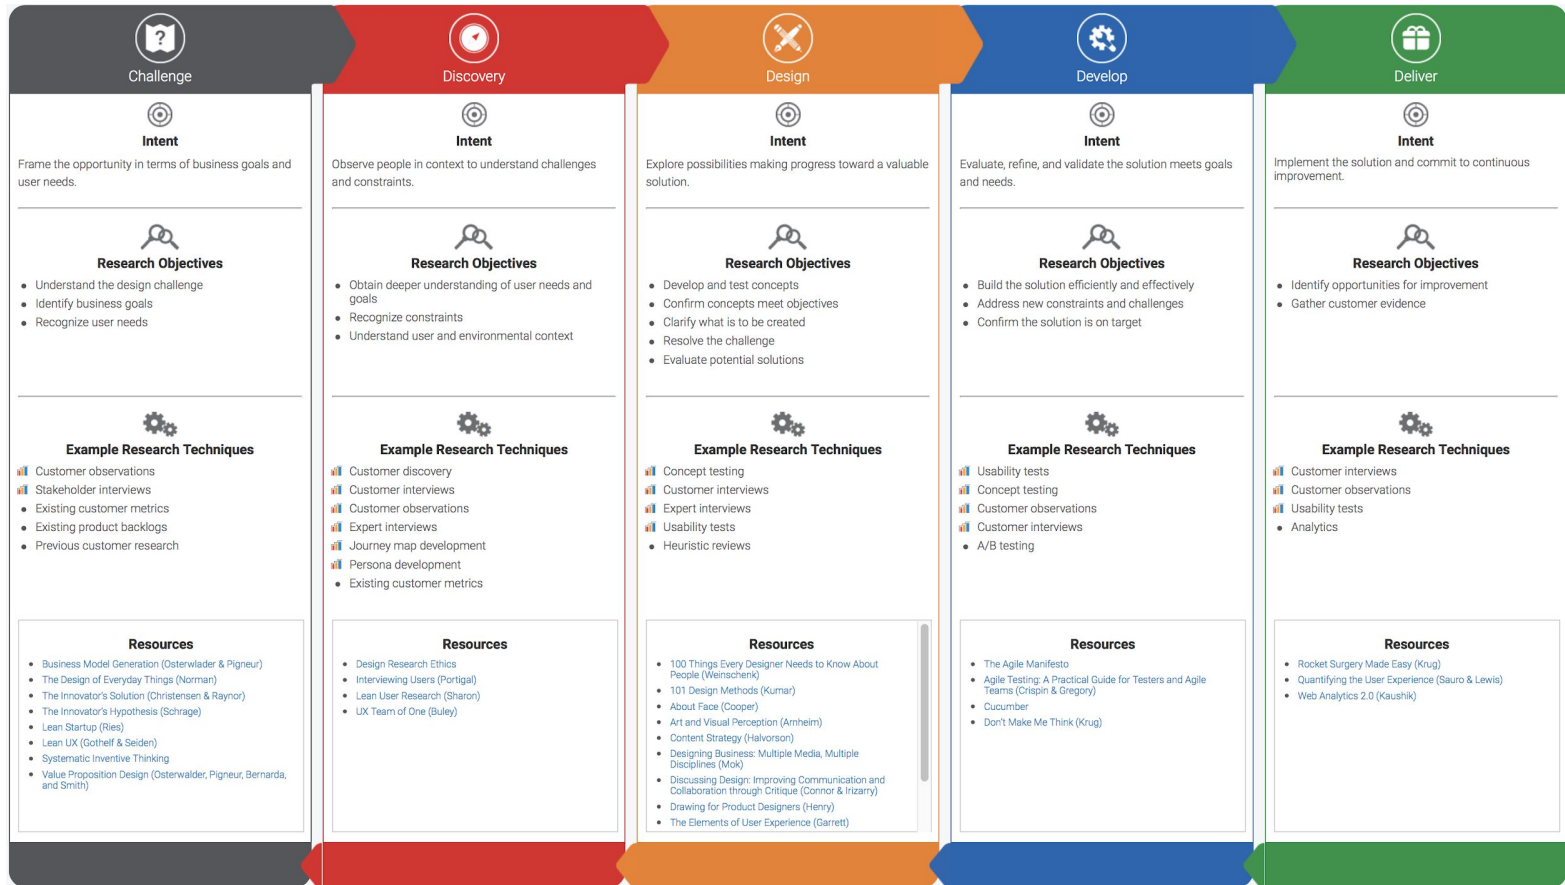 ?
Challenge
Intent
Frame the opportunity in terms of business goals and
user needs.
Research Objectives
Understand the design challenge
Identify business goals
Recognize user needs
Example Research Techniques
Customer observations
Stakeholder interviews
Existing customer metrics
Existing product backlogs
Previous customer research
Resources
Business Model Generation (Osterwlader & Pigneur)
The Design of Everyday Things (Norman)
The Innovator's Solution (Christensen & Raynor)
The Innovator's Hypothesis (Schrage)
Lean Startup (Ries)
Lean UX (Gothelf & Seiden)
Systematic Inventive Thinking
Value Proposition Design (Osterwalder, Pigneur, Bernarda,
and Smith)
Discovery
Intent
Observe people in context to understand challenges
and constraints.
Research Objectives
Obtain deeper understanding of user needs and
goals
Recognize constraints
Understand user and environmental context
Example Research Techniques
Customer discovery
Customer interviews
Customer observations
Expert interviews
Journey map development
Persona development
Existing customer metrics
Resources
Design Research Ethics
Interviewing Users (Portigal)
Lean User Research (Sharon)
UX Team of One (Buley)
Design
Intent
Explore possibilities making progress toward a valuable
solution.
Research Objectives
Develop and test concepts
Confirm concepts meet objectives
Clarify what is to be created
Resolve the challenge
Evaluate potential solutions
Example Research Techniques
Concept testing
Customer interviews
Expert interviews
Usability tests
Heuristic reviews
Resources
100 Things Every Designer Needs to Know About
People (Weinschenk)
101 Design Methods (Kumar)
About Face (Cooper)
Art and Visual Perception (Arnheim)
Content Strategy (Halvorson)
Designing Business: Multiple Media, Multiple
Disciplines (Mok)
Discussing Design: Improving Communication and
Collaboration through Critique (Connor & Irizarry)
Drawing for Product Designers (Henry)
The Elements of User Experience (Garrett)
Develop
Intent
Evaluate, refine, and validate the solution meets goals
and needs.
Research Objectives
Build the solution efficiently and effectively
Address new constraints and challenges
Confirm the solution is on target
Example Research Techniques
Usability tests
Concept testing
Customer observations
Customer interviews
A/B testing
Resources
The Agile Manifesto
Agile Testing: A Practical Guide for Testers and Agile
Teams (Crispin & Gregory)
Cucumber
Don't Make Me Think (Krug)
Deliver
Intent
Implement the solution and commit to continuous
improvement.
Research Objectives
Identify opportunities for improvement
Gather customer evidence
Example Research Techniques
Customer interviews
Customer observations
Usability tests
Analytics
Resources
Rocket Surgery Made Easy (Krug)
Quantifying the User Experience (Sauro & Lewis)
Web Analytics 2.0 (Kaushik)